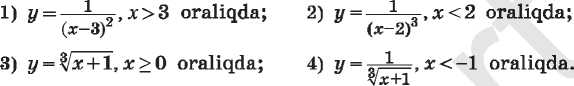 1) y = 1/(x−3)², x > 3 oraliqda; 2) y = 1/(x−2)³, x < 2 oraliqda;
3) y = ∛(x+1), x ≥ 0 oraliqda; 4) y = 1/∛(x+1), x < −1 oraliqda.